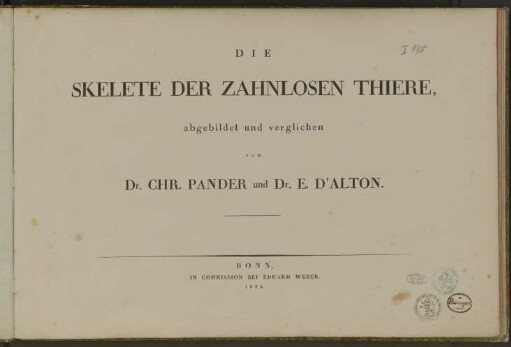 DIE
SKELETE DER ZAHNLOSEN THIERE,
abgebildet und verglichen
VON
Dr. CHR. PANDER und Dr. E. D'ALTON.
BONN,
IN COMMISSION BEI EDUARD WEBER.